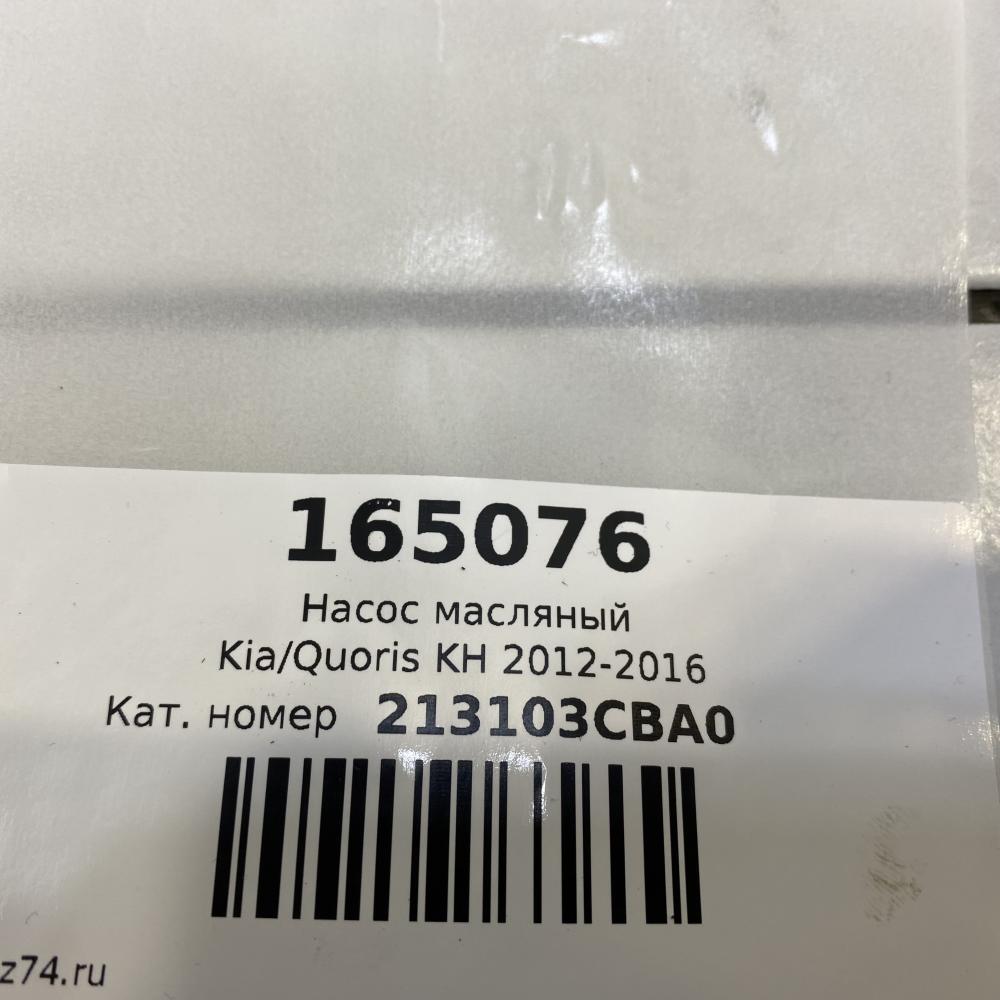 165076
Насос масляный
Kia/Quoris KH 2012-2016
Кат. номер 213103CBA0
z74.ru